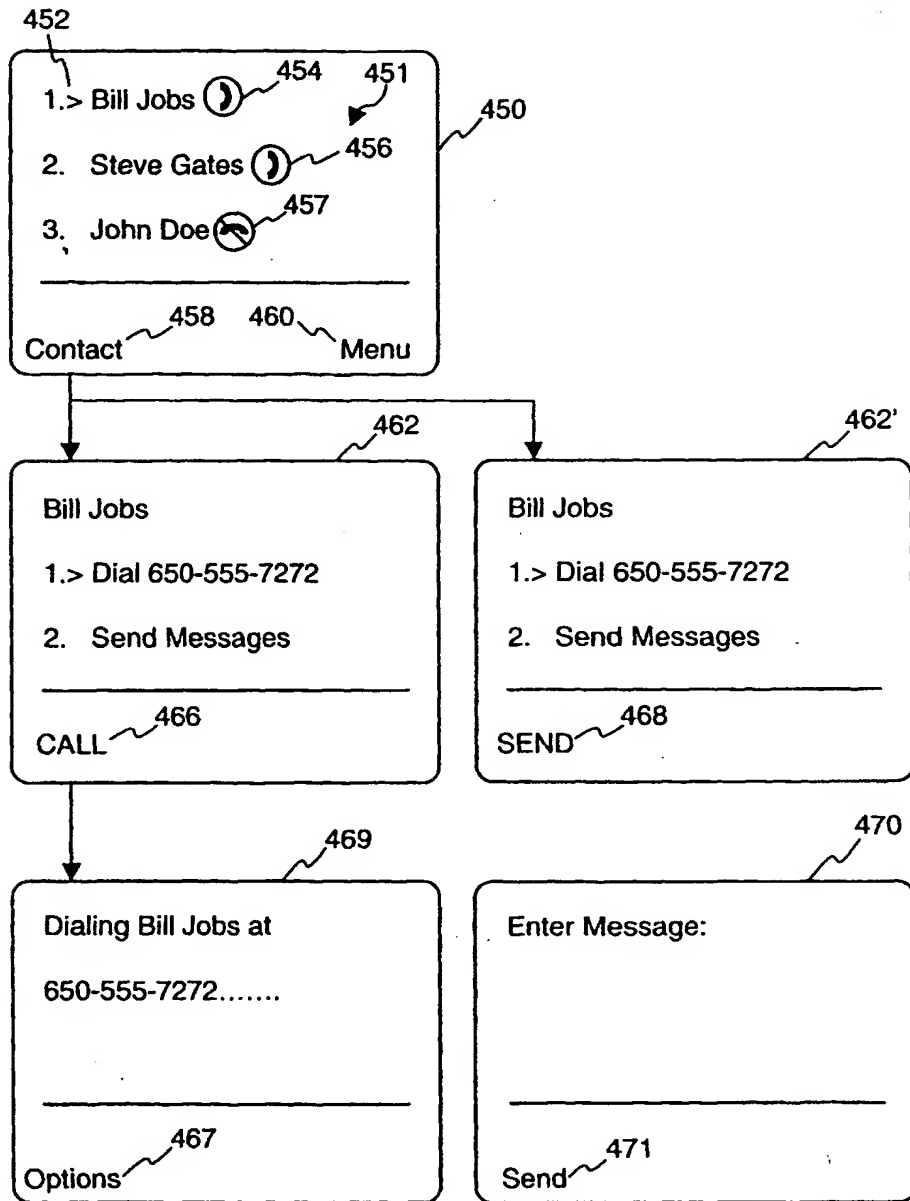 452
1.> Bill Jobs 454 451
450
2. Steve Gates 456
3. John Doe 457
458 460
Contact Menu
462 462'
Bill Jobs
1.> Dial 650-555-7272
2. Send Messages
466
CALL
Bill Jobs
1.> Dial 650-555-7272
2. Send Messages
468
SEND
469 470
Dialing Bill Jobs at
650-555-7272.......
467
Options
Enter Message:
471
Send